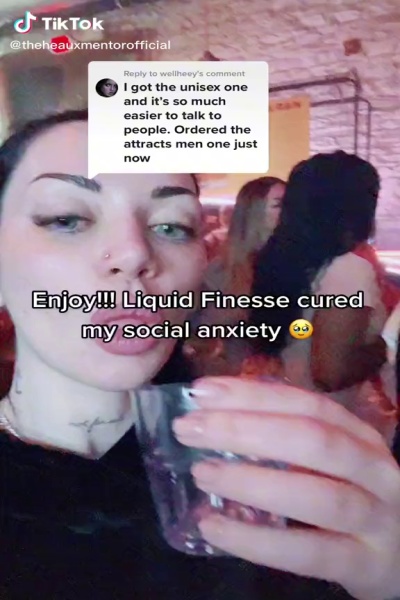 TikTok
@theheauxmentorofficial
Reply to wellheey's comment
I got the unisex one
and it's so much
easier to talk to
people. Ordered the
attracts men one just
now
Enjoy!!! Liquid Finesse cured
my social anxiety 🥹